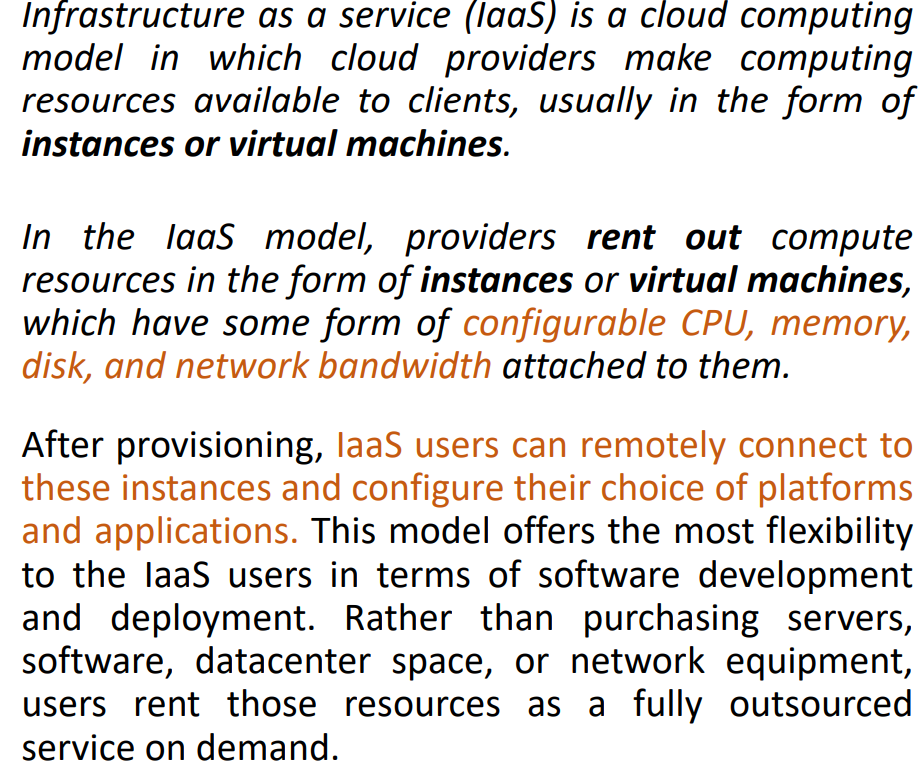 Infrastructure as a service (IaaS) is a cloud computing
model in which cloud providers make computing
resources available to clients, usually in the form of
instances or virtual machines.
In the IaaS model, providers rent out compute
resources in the form of instances or virtual machines,
which have some form of configurable CPU, memory,
disk, and network bandwidth attached to them.
After provisioning, IaaS users can remotely connect to
these instances and configure their choice of platforms
and applications. This model offers the most flexibility
to the IaaS users in terms of software development
and deployment. Rather than purchasing servers,
software, datacenter space, or network equipment,
users rent those resources as a fully outsourced
service on demand.